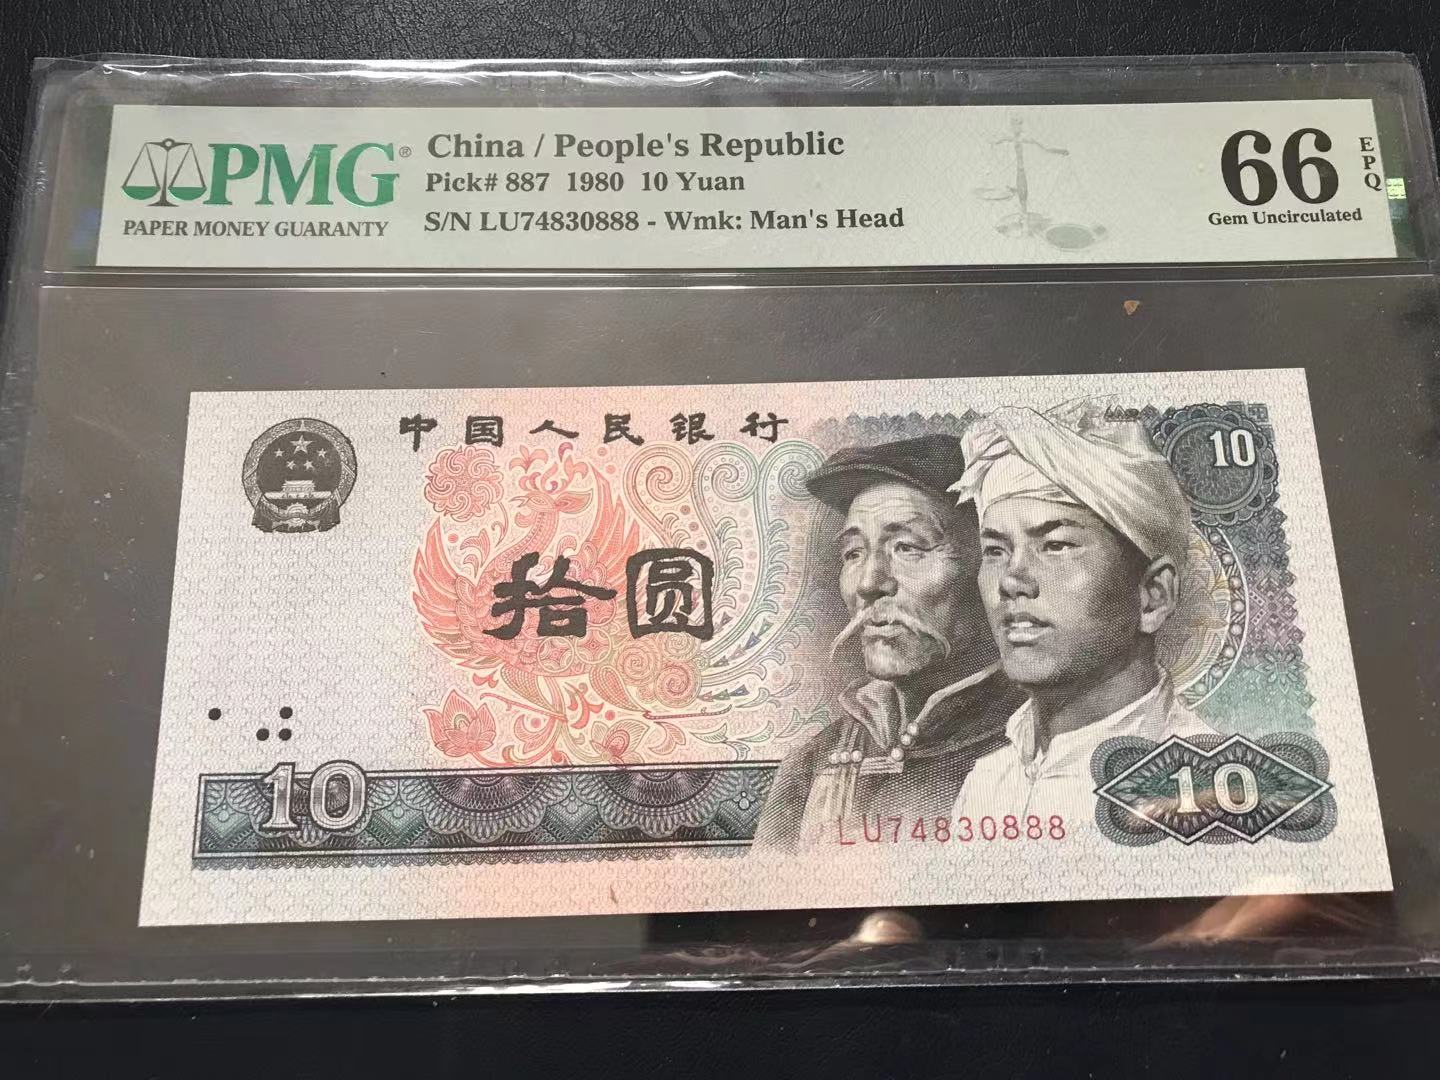 PMG®
PAPER MONEY GUARANTY
China / People's Republic
Pick# 887 1980 10 Yuan
S/N LU74830888 - Wmk: Man's Head
66
EPQ
Gem Uncirculated
中国人民银行
10
拾圆
10
LU74830888
10